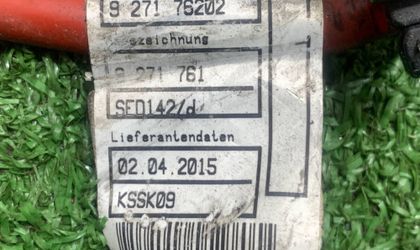 9 271 76202
zeichnung
9 271 761
SFD142/d
Lieferantendaten
02.04.2015
KSSK09